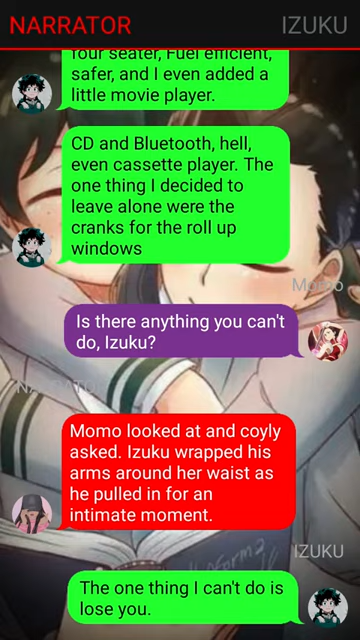 NARRATOR
IZUKU
four seater, Fuel efficient,
safer, and I even added a
little movie player.
CD and Bluetooth, hell,
even cassette player. The
one thing I decided to
leave alone were the
cranks for the roll up
windows
Momo
Is there anything you can't
do, Izuku?
NARRATOR
Momo looked at and coyly
asked. Izuku wrapped his
arms around her waist as
he pulled in for an
intimate moment.
IZUKU
The one thing I can't do is
lose you.